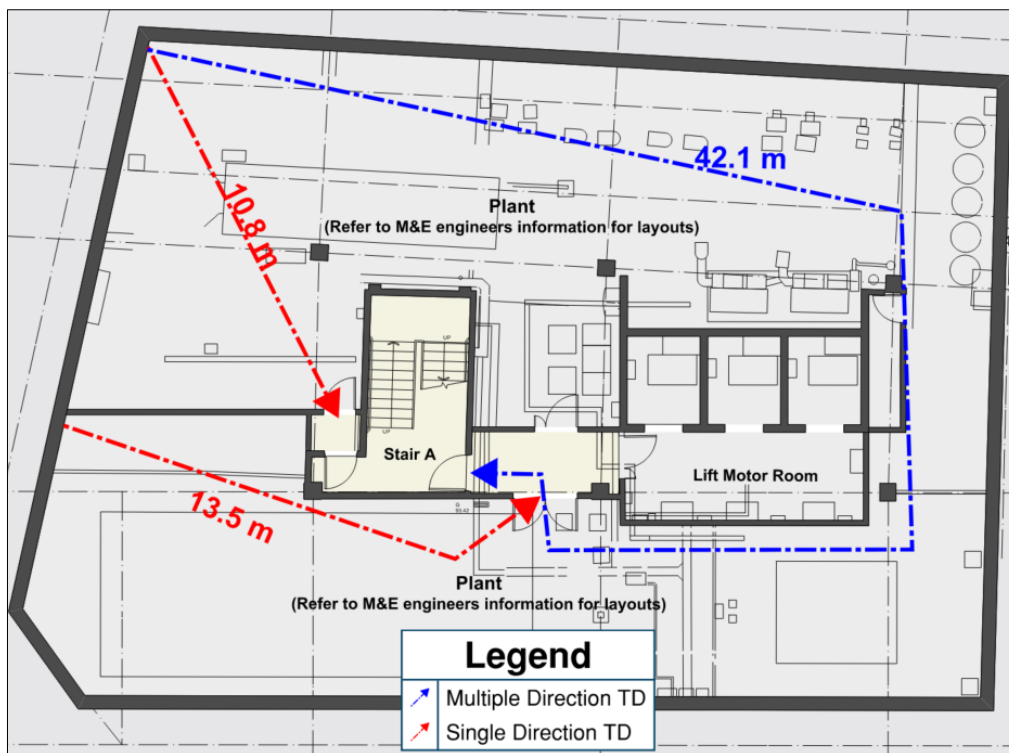 42.1 m
10.8 m
Plant
(Refer to M&E engineers information for layouts)
UP
UP
Stair A
Lift Motor Room
13.5 m
Plant
(Refer to M&E engineers information for layouts)
Legend
Multiple Direction TD
Single Direction TD